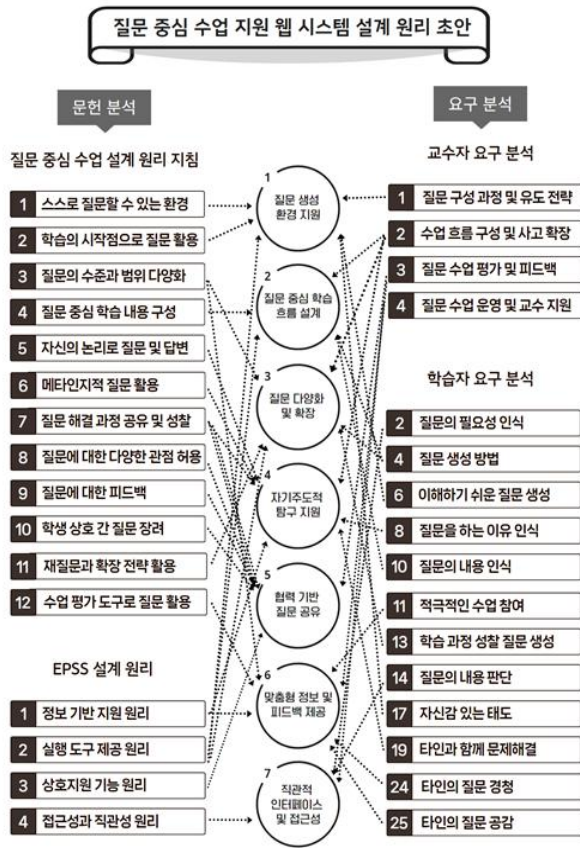 질문 중심 수업 지원 웹 시스템 설계 원리 초안
문헌 분석
질문 중심 수업 설계 원리 지침
1 스스로 질문할 수 있는 환경
2 학습의 시작점으로 질문 활용
3 질문의 수준과 범위 다양화
4 질문 중심 학습 내용 구성
5 자신의 논리로 질문 및 답변
6 메타인지적 질문 활용
7 질문 해결 과정 공유 및 성찰
8 질문에 대한 다양한 관점 허용
9 질문에 대한 피드백
10 학생 상호 간 질문 장려
11 재질문과 확장 전략 활용
12 수업 평가 도구로 질문 활용
EPSS 설계 원리
1 정보 기반 지원 원리
2 실행 도구 제공 원리
3 상호지원 기능 원리
4 접근성과 직관성 원리
1
질문 생성
환경 지원
2
질문 중심 학습
흐름 설계
3
질문 다양화
및 확장
4
자기주도적
탐구 지원
5
협력 기반
질문 공유
6
맞춤형 정보 및
피드백 제공
7
직관적
인터페이스
및 접근성
요구 분석
교수자 요구 분석
1 질문 구성 과정 및 유도 전략
2 수업 흐름 구성 및 사고 확장
3 질문 수업 평가 및 피드백
4 질문 수업 운영 및 교수 지원
학습자 요구 분석
2 질문의 필요성 인식
4 질문 생성 방법
6 이해하기 쉬운 질문 생성
8 질문을 하는 이유 인식
10 질문의 내용 인식
11 적극적인 수업 참여
13 학습 과정 성찰 질문 생성
14 질문의 내용 판단
17 자신감 있는 태도
19 타인과 함께 문제해결
24 타인의 질문 경청
25 타인의 질문 공감